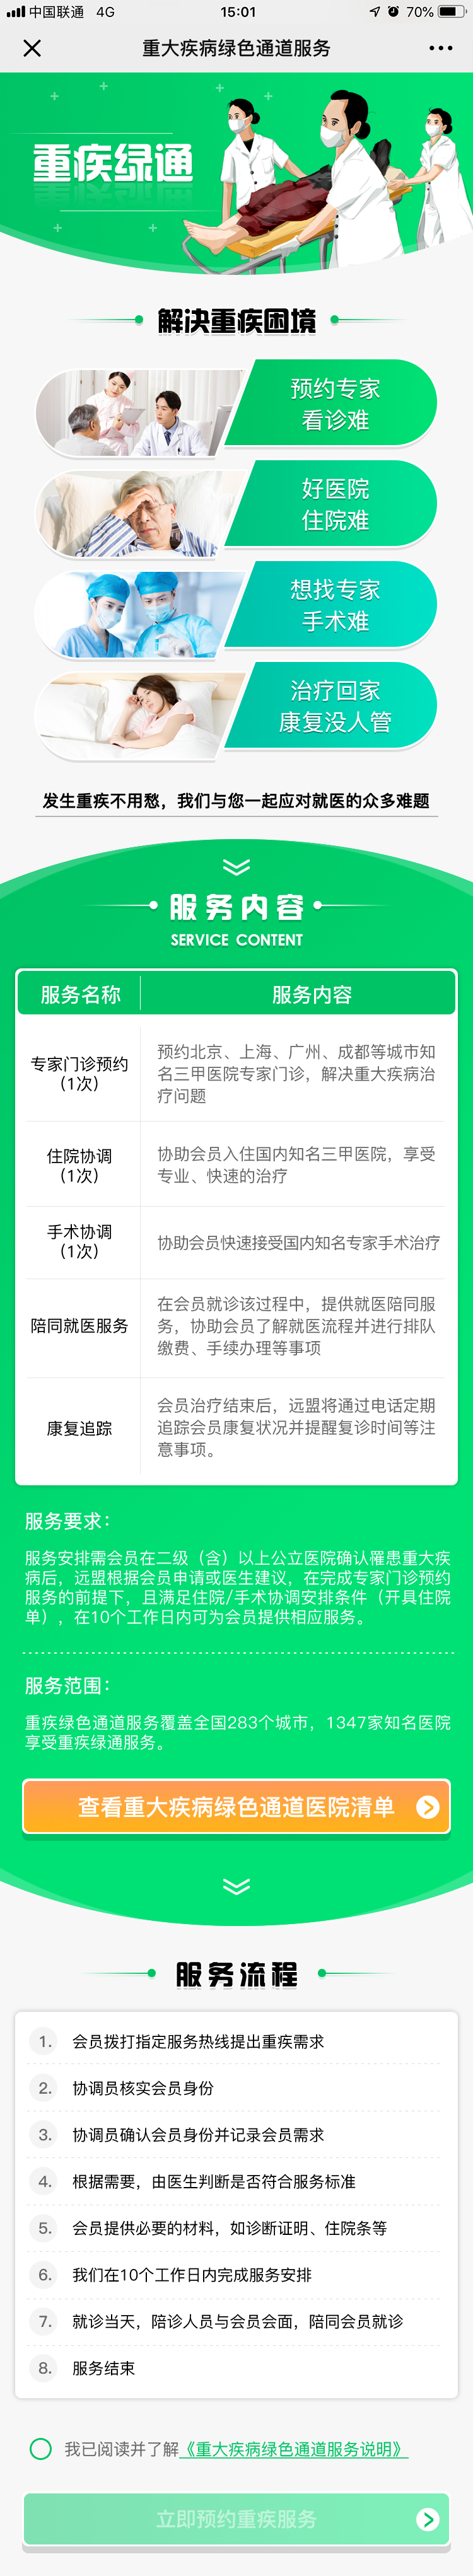 中国联通 4G 15:01 70%
重大疾病绿色通道服务
重疾绿通
解决重疾困境
预约专家
看诊难
好医院
住院难
想找专家
手术难
治疗回家
康复没人管
发生重疾不用愁，我们与您一起应对就医的众多难题
服务内容
SERVICE CONTENT
服务名称 服务内容
专家门诊预约
（1次）
预约北京、上海、广州、成都等城市知
名三甲医院专家门诊，解决重大疾病治
疗问题
住院协调
（1次）
协助会员入住国内知名三甲医院，享受
专业、快速的治疗
手术协调
（1次）
协助会员快速接受国内知名专家手术治疗
陪同就医服务
在会员就诊该过程中，提供就医陪同服
务，协助会员了解就医流程并进行排队
缴费、手续办理等事项
康复追踪
会员治疗结束后，远盟将通过电话定期
追踪会员康复状况并提醒复诊时间等注
意事项。
服务要求：
服务安排需会员在二级（含）以上公立医院确认罹患重大疾
病后，远盟根据会员申请或医生建议，在完成专家门诊预约
服务的前提下，且满足住院/手术协调安排条件（开具住院
单），在10个工作日内可为会员提供相应服务。
服务范围：
重疾绿色通道服务覆盖全国283个城市，1347家知名医院
享受重疾绿通服务。
查看重大疾病绿色通道医院清单
服务流程
1. 会员拨打指定服务热线提出重疾需求
2. 协调员核实会员身份
3. 协调员确认会员身份并记录会员需求
4. 根据需要，由医生判断是否符合服务标准
5. 会员提供必要的材料，如诊断证明、住院条等
6. 我们在10个工作日内完成服务安排
7. 就诊当天，陪诊人员与会员会面，陪同会员就诊
8. 服务结束
我已阅读并了解《重大疾病绿色通道服务说明》
立即预约重疾服务